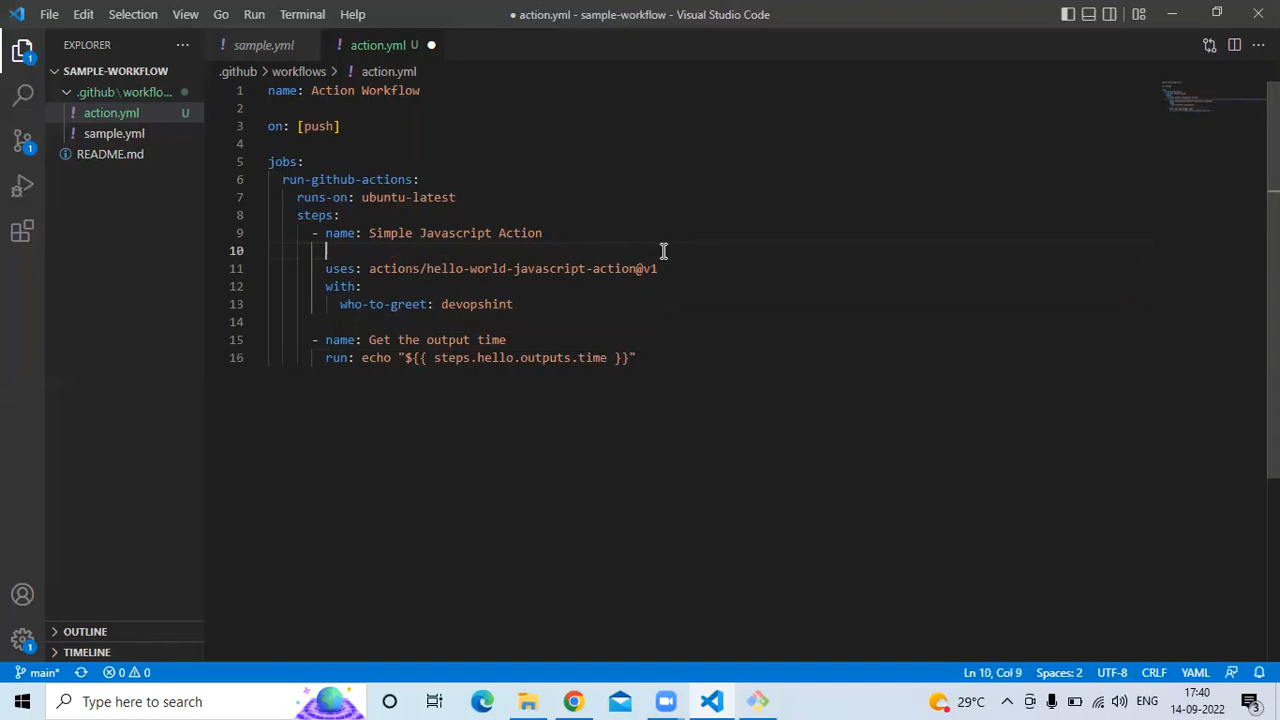 File Edit Selection View Go Run Terminal Help
● action.yml - sample-workflow - Visual Studio Code
EXPLORER
SAMPLE-WORKFLOW
.github\workflo...
! action.yml U
! sample.yml
README.md
OUTLINE
TIMELINE
1
1
1
! sample.yml
! action.yml U ●
.github > workflows > ! action.yml
1 name: Action Workflow
2
3 on: [push]
4
5 jobs:
6 run-github-actions:
7 runs-on: ubuntu-latest
8 steps:
9 - name: Simple Javascript Action
10
11 uses: actions/hello-world-javascript-action@v1
12 with:
13 who-to-greet: devopshint
14
15 - name: Get the output time
16 run: echo "${{ steps.hello.outputs.time }}"
main* 0 0
Ln 10, Col 9 Spaces: 2 UTF-8 CRLF YAML
Type here to search
29°C
17:40
14-09-2022
3